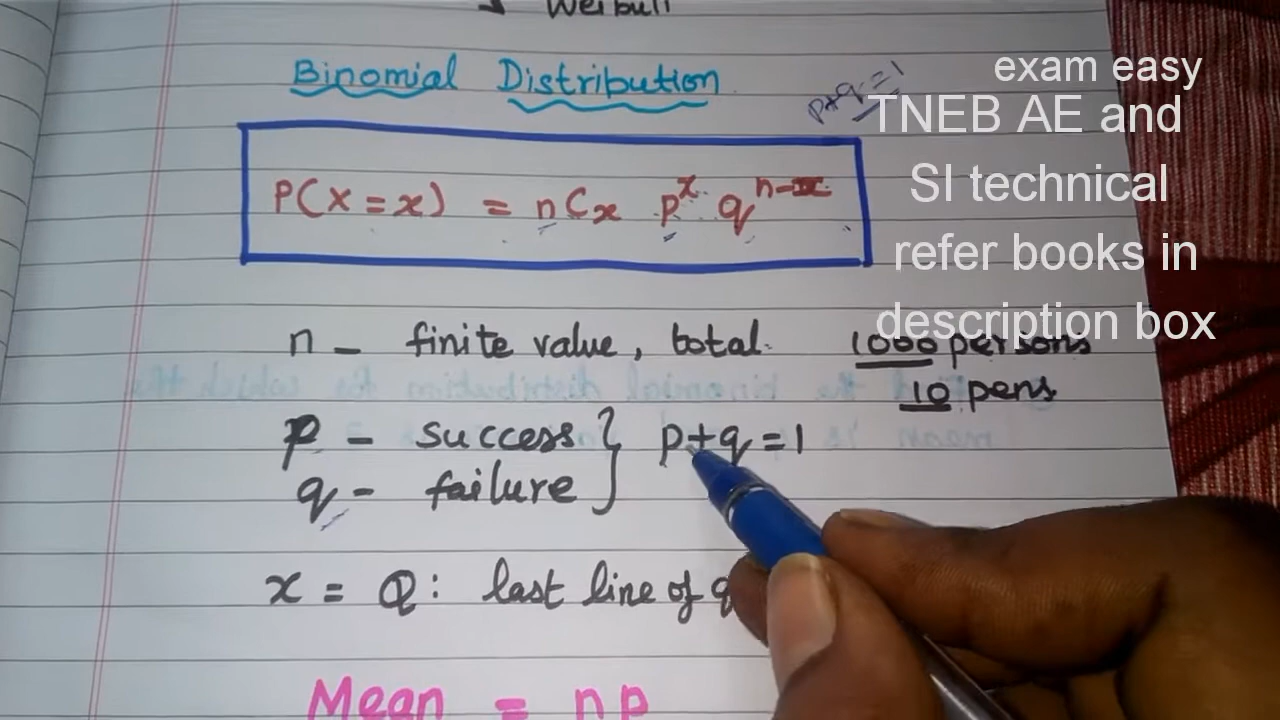 Weibull
Binomial Distribution
p+q=1
P(X=x) = nCx p^x q^n-x
n - finite value, total.
1000 persons
10 pens
p - success } p+q=1
q - failure
x = Q: last line of q
Mean = np
exam easy
TNEB AE and
SI technical
refer books in
description box